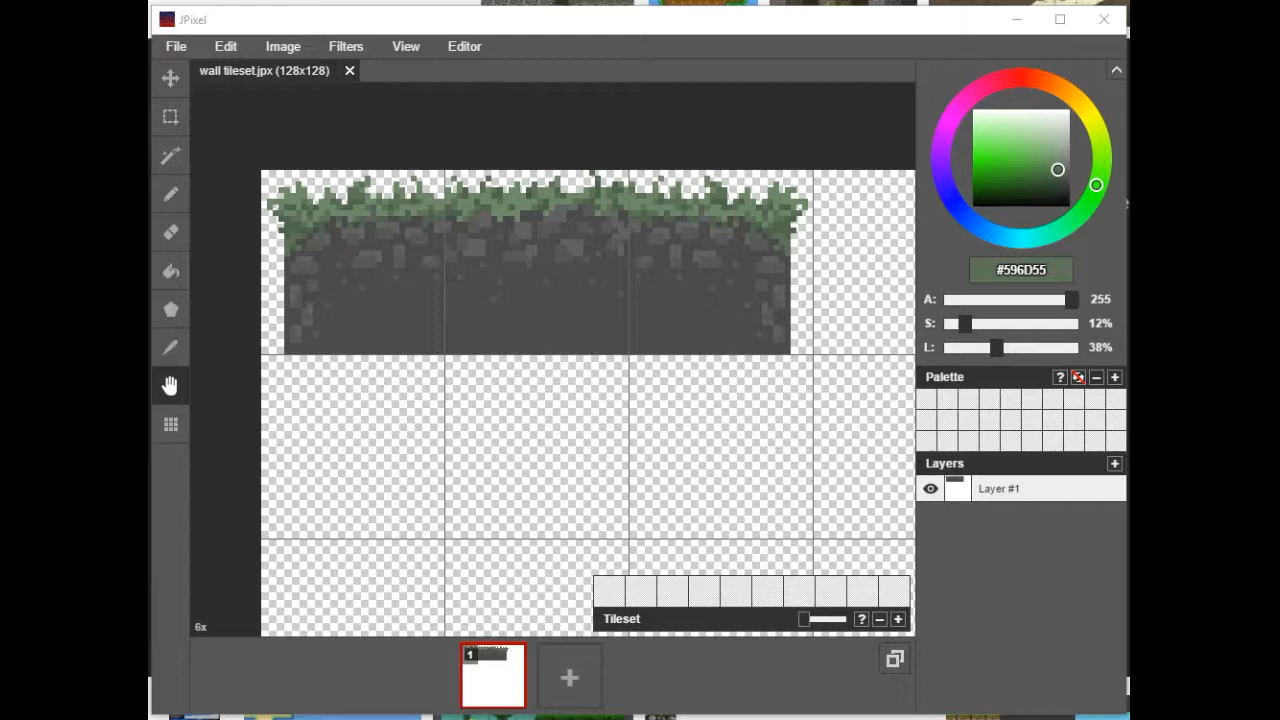 JPixel
File Edit Image Filters View Editor
wall tileset.jpx (128x128)
#596D55
A: 255
S: 12%
L: 38%
Palette ? − +
Layers +
Layer #1
Tileset ? − +
6x
1 +